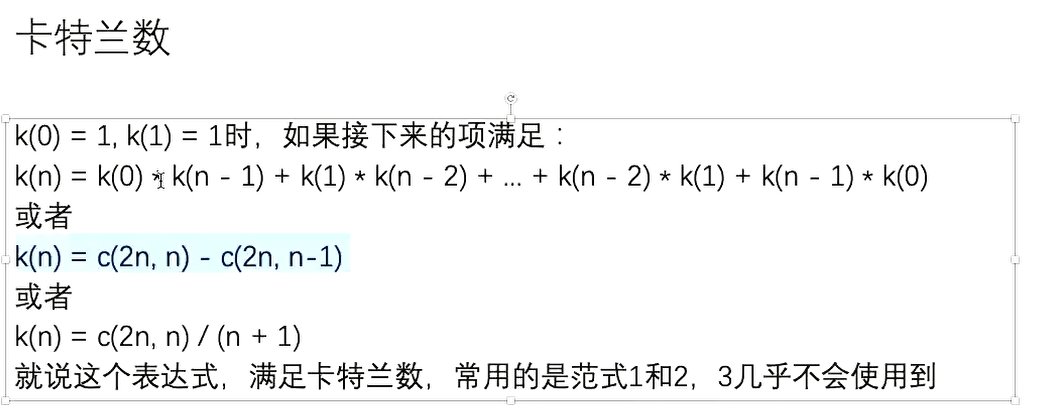 卡特兰数
k(0) = 1, k(1) = 1时，如果接下来的项满足：
k(n) = k(0) * k(n - 1) + k(1) * k(n - 2) + ... + k(n - 2) * k(1) + k(n - 1) * k(0)
或者
k(n) = c(2n, n) - c(2n, n-1)
或者
k(n) = c(2n, n) / (n + 1)
就说这个表达式，满足卡特兰数，常用的是范式1和2，3几乎不会使用到